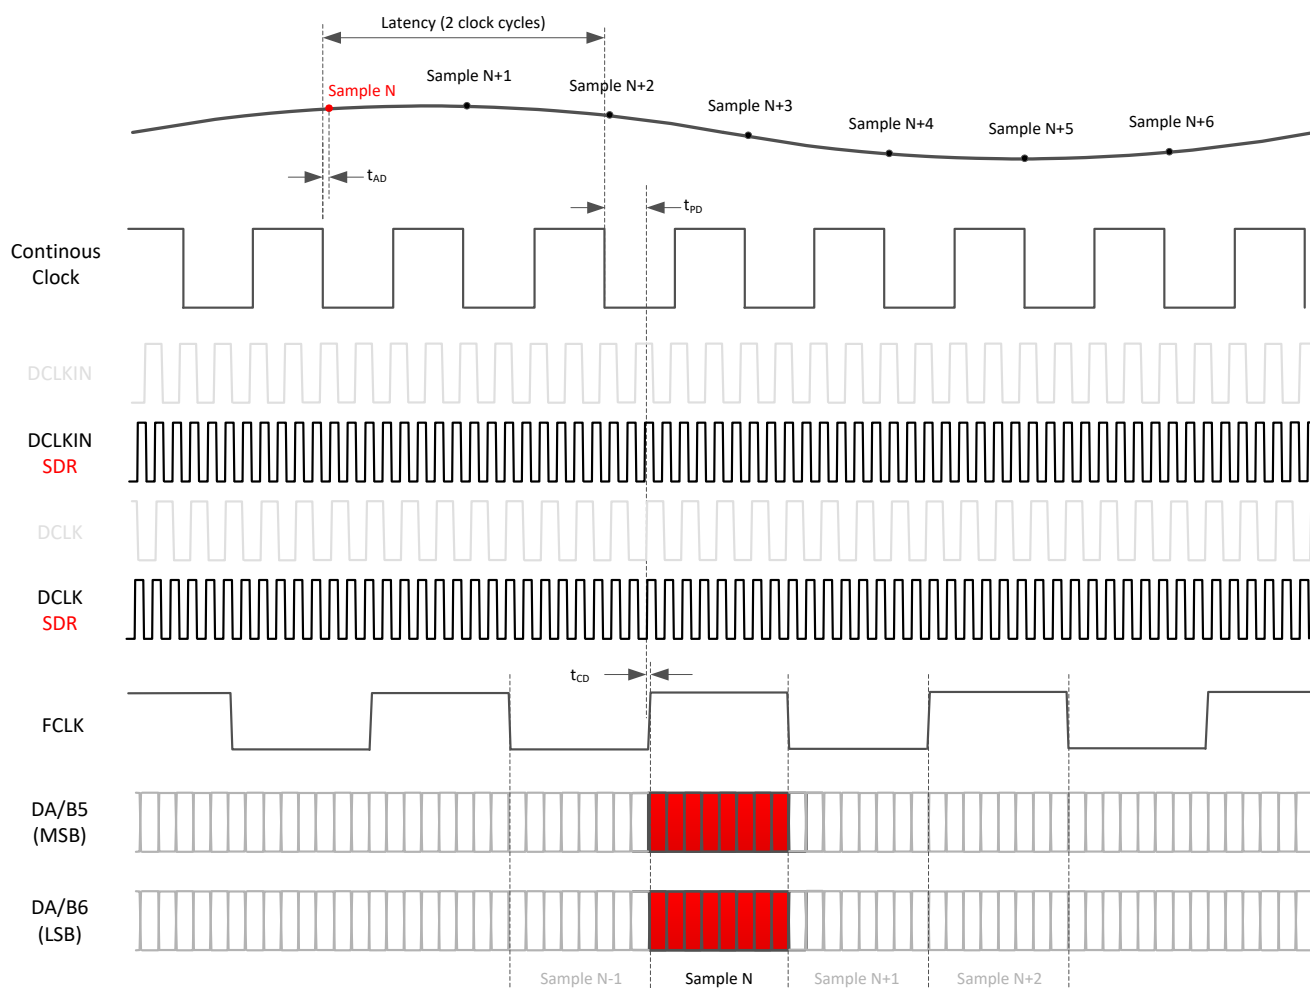 Latency (2 clock cycles)
Sample N
Sample N+1
Sample N+2
Sample N+3
Sample N+4
Sample N+5
Sample N+6
tAD
tPD
Continous
Clock
DCLKIN
DCLKIN
SDR
DCLK
DCLK
SDR
tCD
FCLK
DA/B5
(MSB)
DA/B6
(LSB)
Sample N-1
Sample N
Sample N+1
Sample N+2